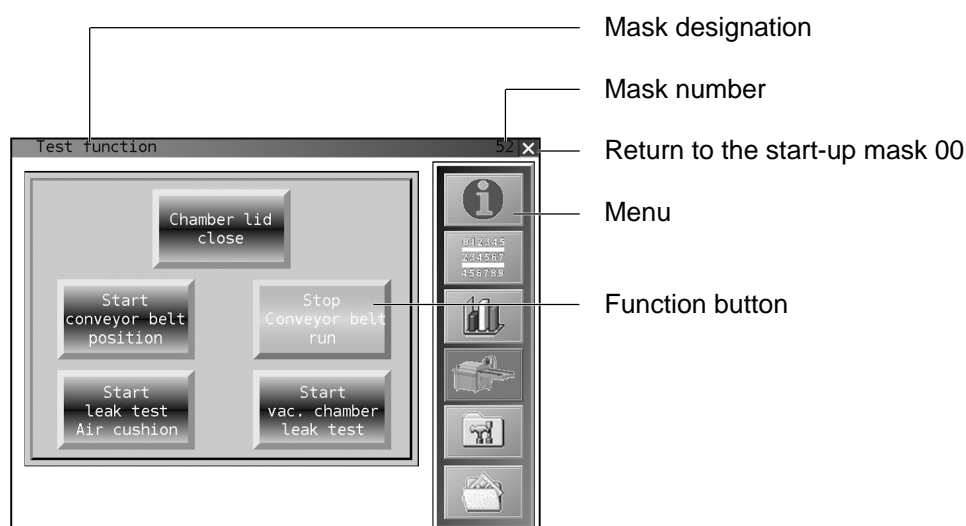 Mask designation
Mask number
Test function 52 X
Return to the start-up mask 00
Menu
Chamber lid
close
012345
234567
456789
Function button
Start
conveyor belt
position
Stop
Conveyor belt
run
Start
leak test
Air cushion
Start
vac. chamber
leak test